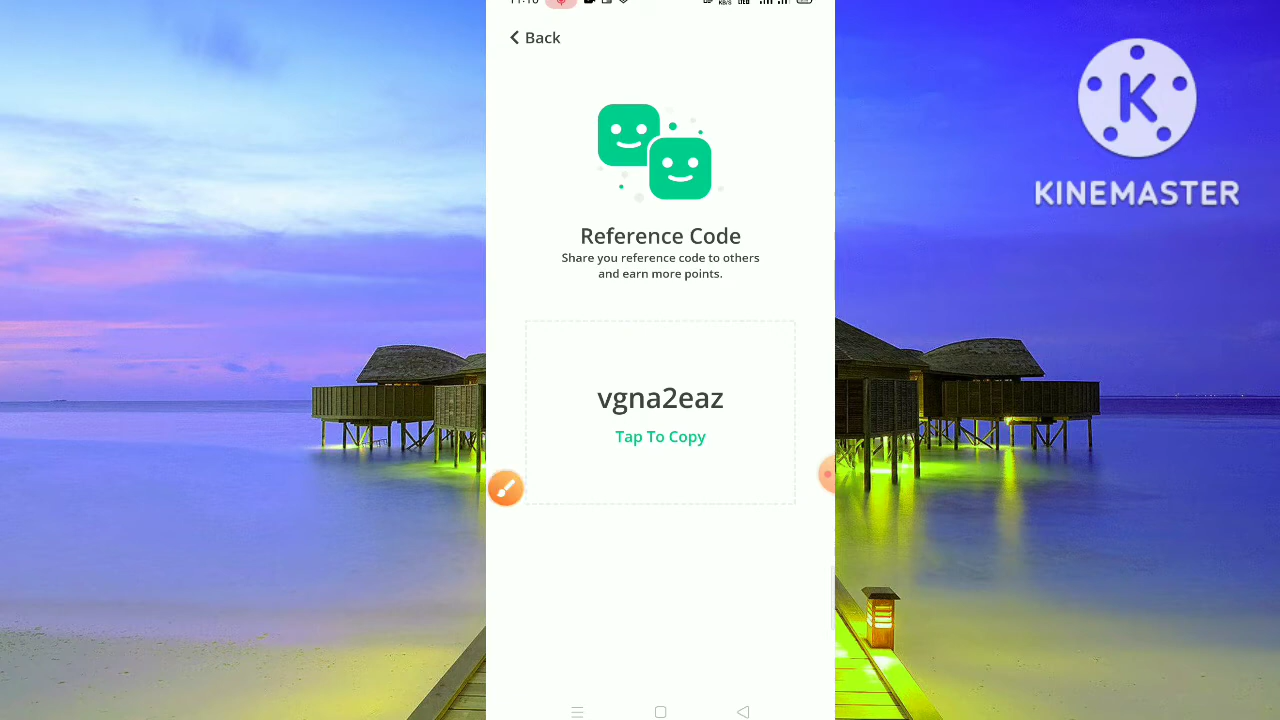 Back
KINEMASTER
Reference Code
Share you reference code to others
and earn more points.
vgna2eaz
Tap To Copy